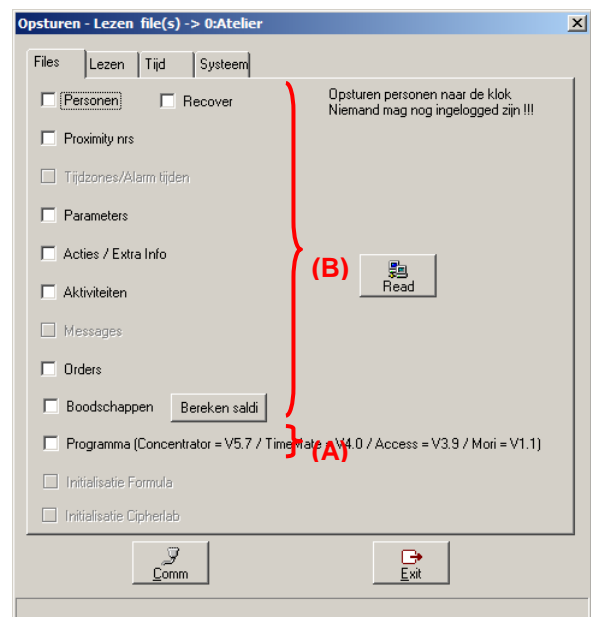 Opsturen - Lezen file(s) -> 0:Atelier
Files Lezen Tijd Systeem
Personen Recover
Opsturen personen naar de klok
Niemand mag nog ingelogged zijn !!!
Proximity nrs
Tijdzones/Alarm tijden
Parameters
Acties / Extra Info
(B)
Read
Aktiviteiten
Messages
Orders
Boodschappen Bereken saldi
Programma (Concentrator = V5.7 / TimeMate = V4.0 / Access = V3.9 / Mori = V1.1)
(A)
Initialisatie Formula
Initialisatie Cipherlab
Comm Exit